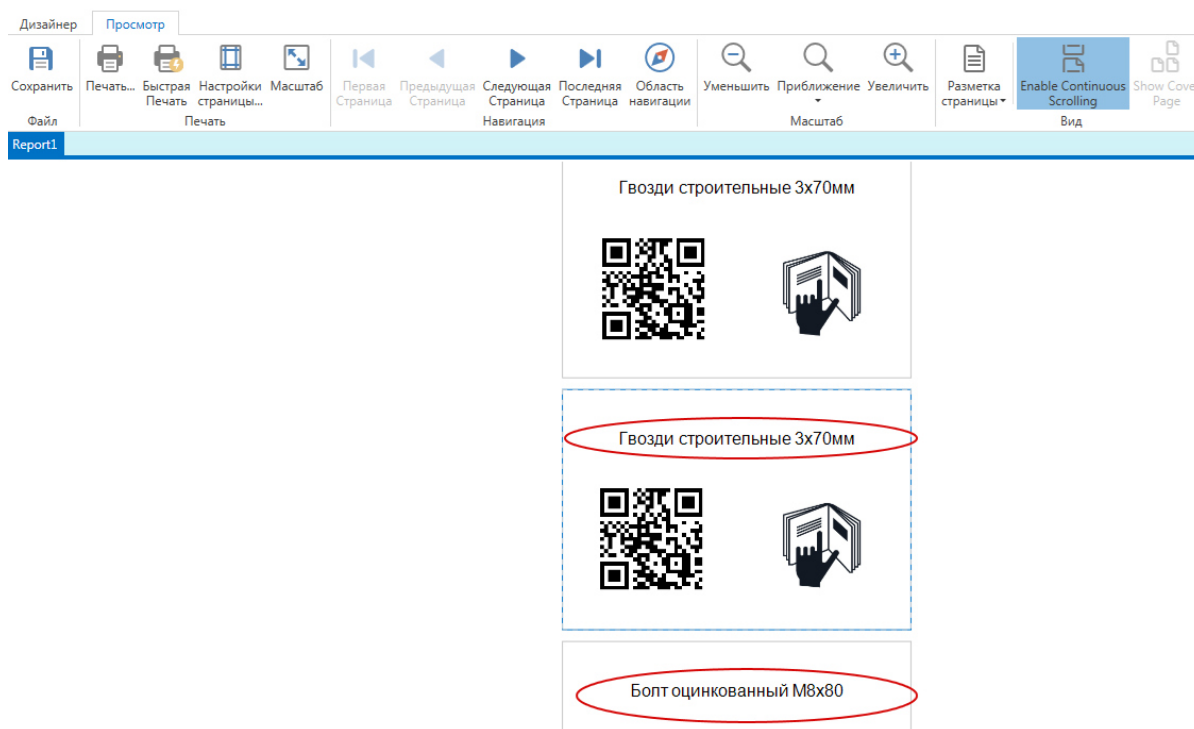 Дизайнер Просмотр
Сохранить Печать... Быстрая Печать Настройки страницы... Масштаб Первая Страница Предыдущая Страница Следующая Страница Последняя Страница Область навигации Уменьшить Приближение Увеличить Разметка страницы Enable Continuous Scrolling Show Cove Page
Файл Печать Навигация Масштаб Вид
Report1
Гвозди строительные 3х70мм
Гвозди строительные 3х70мм
Болт оцинкованный М8х80